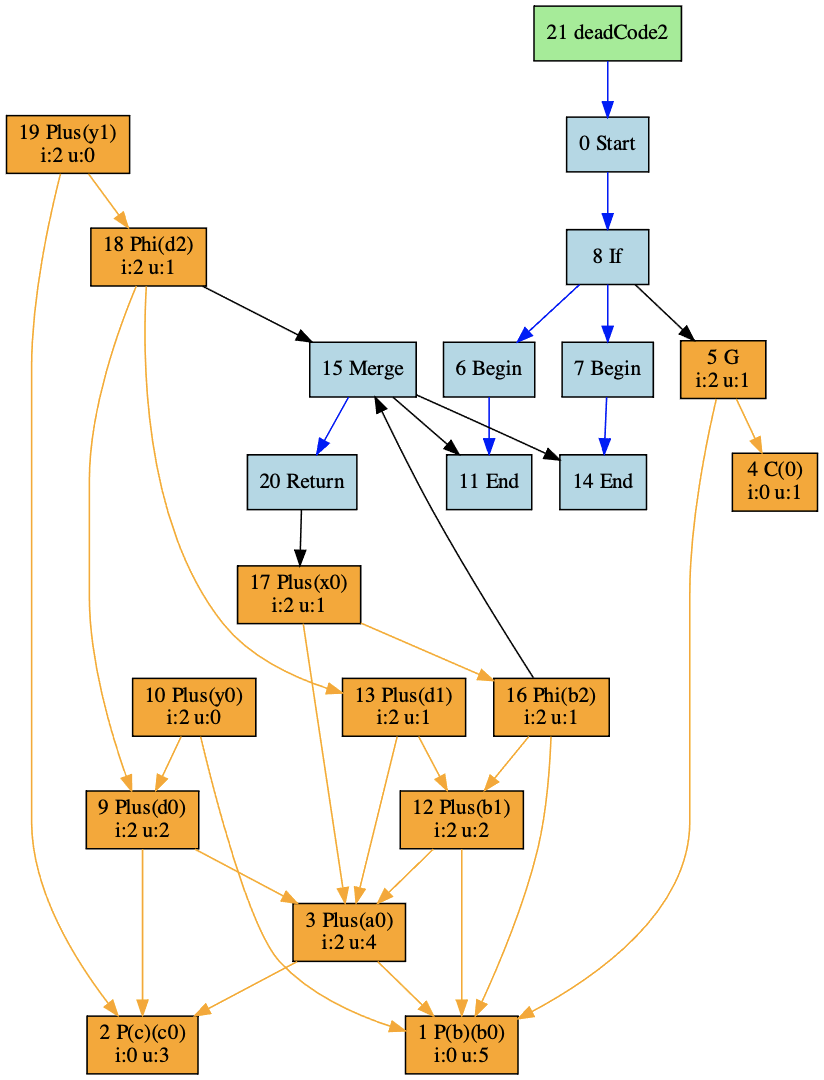 21 deadCode2
0 Start
19 Plus(y1)
i:2 u:0
18 Phi(d2)
i:2 u:1
8 If
15 Merge
6 Begin
7 Begin
5 G
i:2 u:1
20 Return
11 End
14 End
4 C(0)
i:0 u:1
17 Plus(x0)
i:2 u:1
10 Plus(y0)
i:2 u:0
13 Plus(d1)
i:2 u:1
16 Phi(b2)
i:2 u:1
9 Plus(d0)
i:2 u:2
12 Plus(b1)
i:2 u:2
3 Plus(a0)
i:2 u:4
2 P(c)(c0)
i:0 u:3
1 P(b)(b0)
i:0 u:5